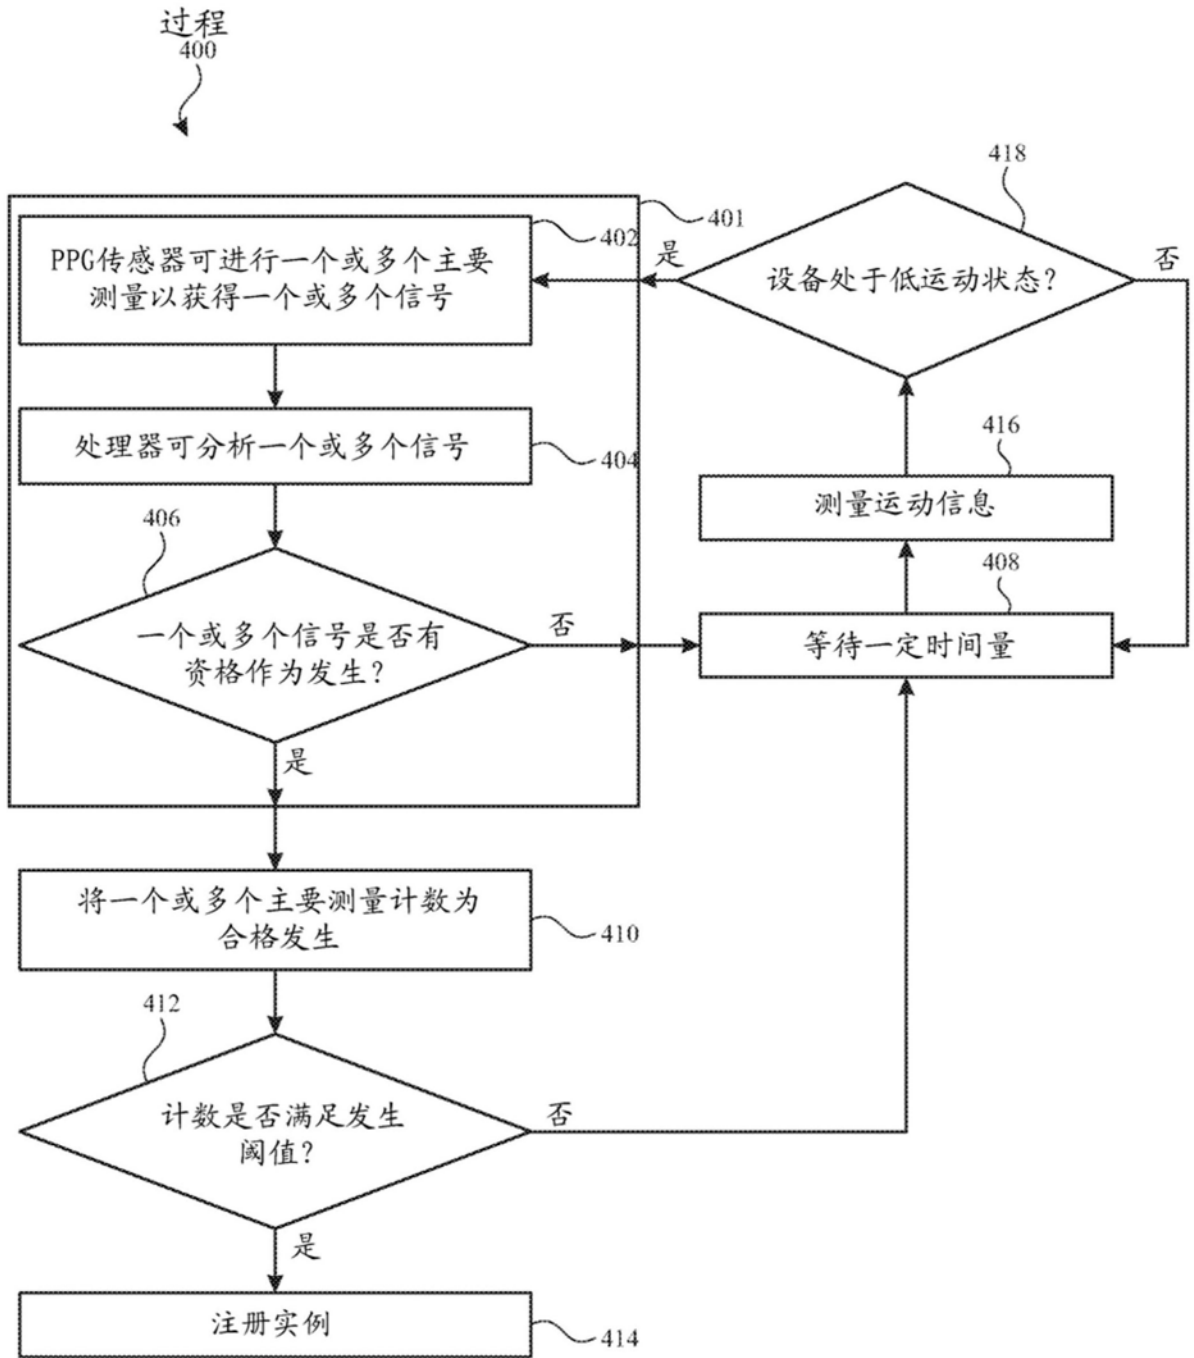 过程
400
418
401
402
PPG传感器可进行一个或多个主要
测量以获得一个或多个信号
是
设备处于低运动状态?
否
处理器可分析一个或多个信号
404
416
测量运动信息
406
408
一个或多个信号是否有
资格作为发生?
否
等待一定时间量
是
将一个或多个主要测量计数为
合格发生
410
412
计数是否满足发生
阈值?
否
是
注册实例
414